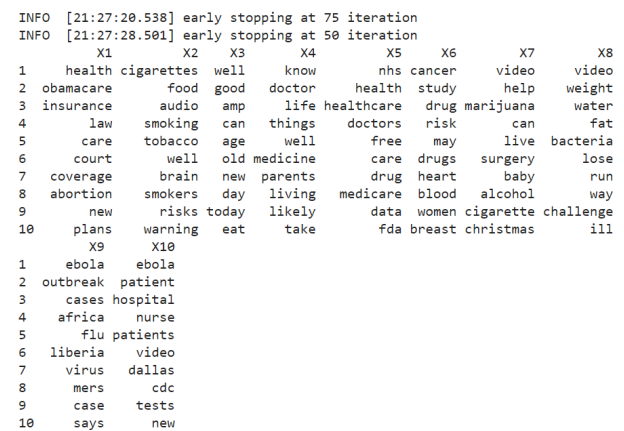 INFO  [21:27:20.538] early stopping at 75 iteration
INFO  [21:27:28.501] early stopping at 50 iteration
X1 X2 X3 X4 X5 X6 X7 X8
1 health cigarettes well know nhs cancer video video
2 obamacare food good doctor health study help weight
3 insurance audio amp life healthcare drug marijuana water
4 law smoking can things doctors risk can fat
5 care tobacco age well free may live bacteria
6 court well old medicine care drugs surgery lose
7 coverage brain new parents drug heart baby run
8 abortion smokers day living medicare blood alcohol way
9 new risks today likely data women cigarette challenge
10 plans warning eat take fda breast christmas ill
X9 X10
1 ebola ebola
2 outbreak patient
3 cases hospital
4 africa nurse
5 flu patients
6 liberia video
7 virus dallas
8 mers cdc
9 case tests
10 says new